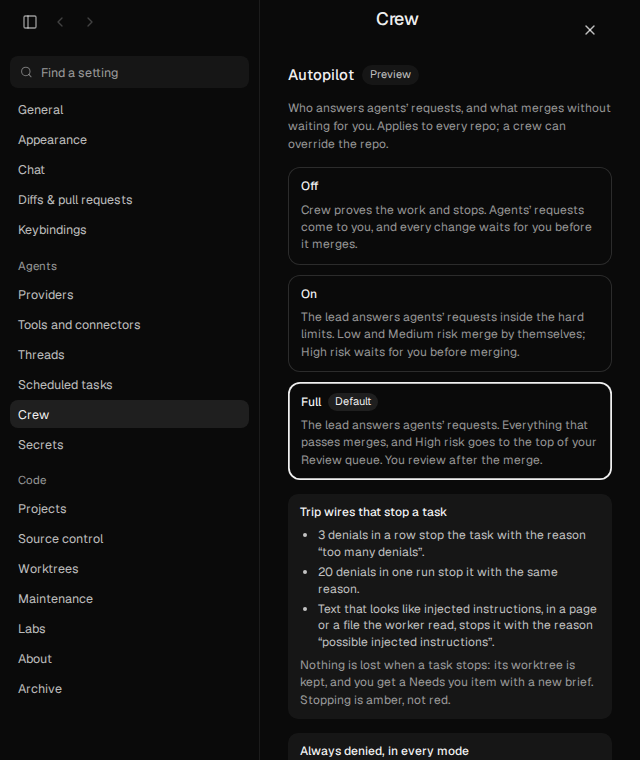 Crew
Find a setting
General
Appearance
Chat
Diffs & pull requests
Keybindings
Agents
Providers
Tools and connectors
Threads
Scheduled tasks
Crew
Secrets
Code
Projects
Source control
Worktrees
Maintenance
Labs
About
Archive
Autopilot Preview
Who answers agents’ requests, and what merges without
waiting for you. Applies to every repo; a crew can
override the repo.
Off
Crew proves the work and stops. Agents’ requests
come to you, and every change waits for you before
it merges.
On
The lead answers agents’ requests inside the hard
limits. Low and Medium risk merge by themselves;
High risk waits for you before merging.
Full Default
The lead answers agents’ requests. Everything that
passes merges, and High risk goes to the top of your
Review queue. You review after the merge.
Trip wires that stop a task
• 3 denials in a row stop the task with the reason
“too many denials”.
• 20 denials in one run stop it with the same
reason.
• Text that looks like injected instructions, in a page
or a file the worker read, stops it with the reason
“possible injected instructions”.
Nothing is lost when a task stops: its worktree is
kept, and you get a Needs you item with a new brief.
Stopping is amber, not red.
Always denied, in every mode